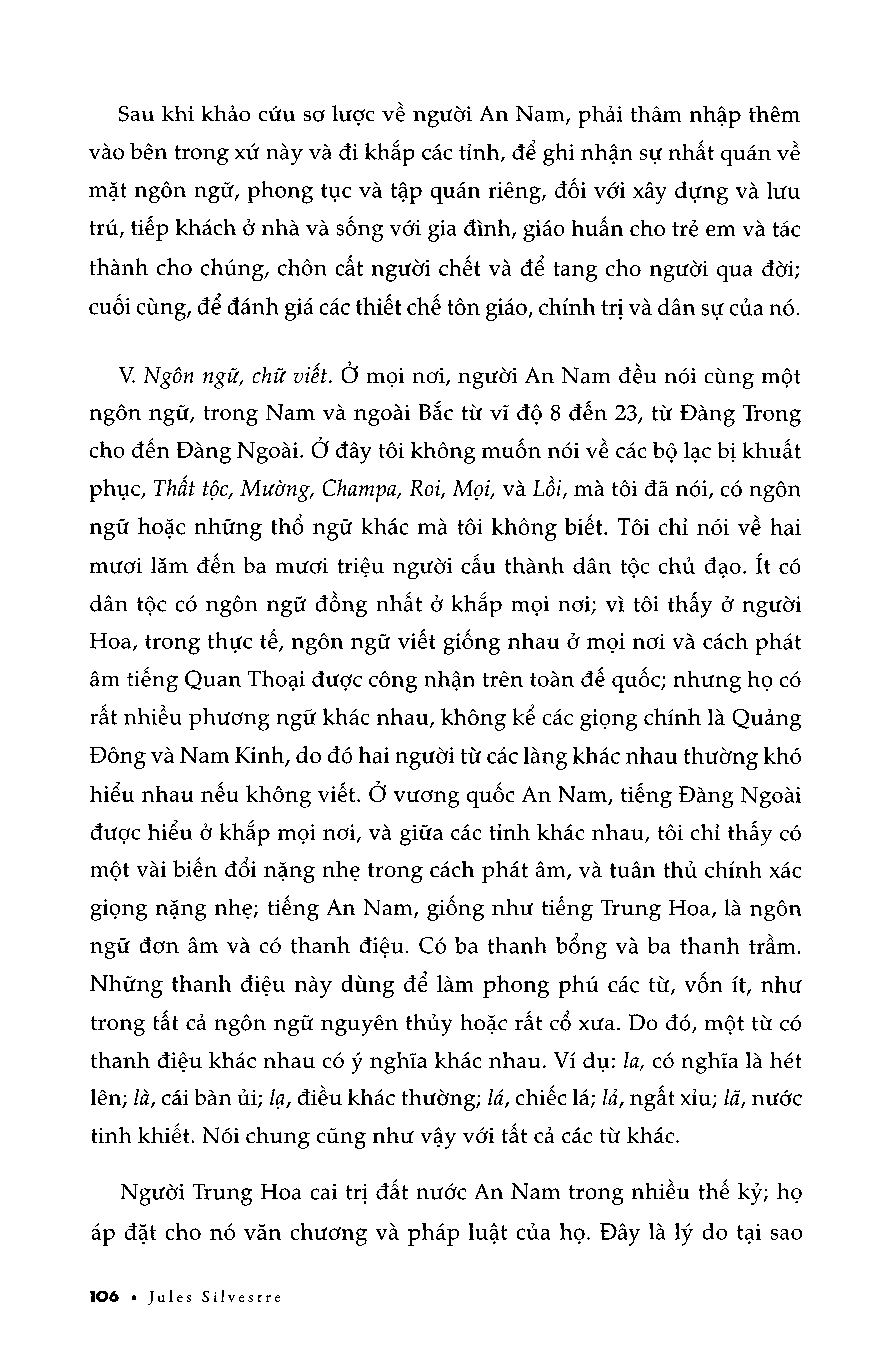 Sau khi khảo cứu sơ lược về người An Nam, phải thâm nhập thêm
vào bên trong xứ này và đi khắp các tỉnh, để ghi nhận sự nhất quán về
mặt ngôn ngữ, phong tục và tập quán riêng, đối với xây dựng và lưu
trú, tiếp khách ở nhà và sống với gia đình, giáo huấn cho trẻ em và tác
thành cho chúng, chôn cất người chết và để tang cho người qua đời;
cuối cùng, để đánh giá các thiết chế tôn giáo, chính trị và dân sự của nó.
V. Ngôn ngữ, chữ viết. Ở mọi nơi, người An Nam đều nói cùng một
ngôn ngữ, trong Nam và ngoài Bắc từ vĩ độ 8 đến 23, từ Đàng Trong
cho đến Đàng Ngoài. Ở đây tôi không muốn nói về các bộ lạc bị khuất
phục, Thất tộc, Mường, Champa, Roi, Mọi, và Lồi, mà tôi đã nói, có ngôn
ngữ hoặc những thổ ngữ khác mà tôi không biết. Tôi chỉ nói về hai
mươi lăm đến ba mươi triệu người cấu thành dân tộc chủ đạo. Ít có
dân tộc có ngôn ngữ đồng nhất ở khắp mọi nơi; vì tôi thấy ở người
Hoa, trong thực tế, ngôn ngữ viết giống nhau ở mọi nơi và cách phát
âm tiếng Quan Thoại được công nhận trên toàn đế quốc; nhưng họ có
rất nhiều phương ngữ khác nhau, không kể các giọng chính là Quảng
Đông và Nam Kinh, do đó hai người từ các làng khác nhau thường khó
hiểu nhau nếu không viết. Ở vương quốc An Nam, tiếng Đàng Ngoài
được hiểu ở khắp mọi nơi, và giữa các tỉnh khác nhau, tôi chỉ thấy có
một vài biến đổi nặng nhẹ trong cách phát âm, và tuân thủ chính xác
giọng nặng nhẹ; tiếng An Nam, giống như tiếng Trung Hoa, là ngôn
ngữ đơn âm và có thanh điệu. Có ba thanh bổng và ba thanh trầm.
Những thanh điệu này dùng để làm phong phú các từ, vốn ít, như
trong tất cả ngôn ngữ nguyên thủy hoặc rất cổ xưa. Do đó, một từ có
thanh điệu khác nhau có ý nghĩa khác nhau. Ví dụ: la, có nghĩa là hét
lên; là, cái bàn ủi; lạ, điều khác thường; lá, chiếc lá; lả, ngất xỉu; lã, nước
tinh khiết. Nói chung cũng như vậy với tất cả các từ khác.
Người Trung Hoa cai trị đất nước An Nam trong nhiều thế kỷ; họ
áp đặt cho nó văn chương và pháp luật của họ. Đây là lý do tại sao
106 • Jules Silvestre